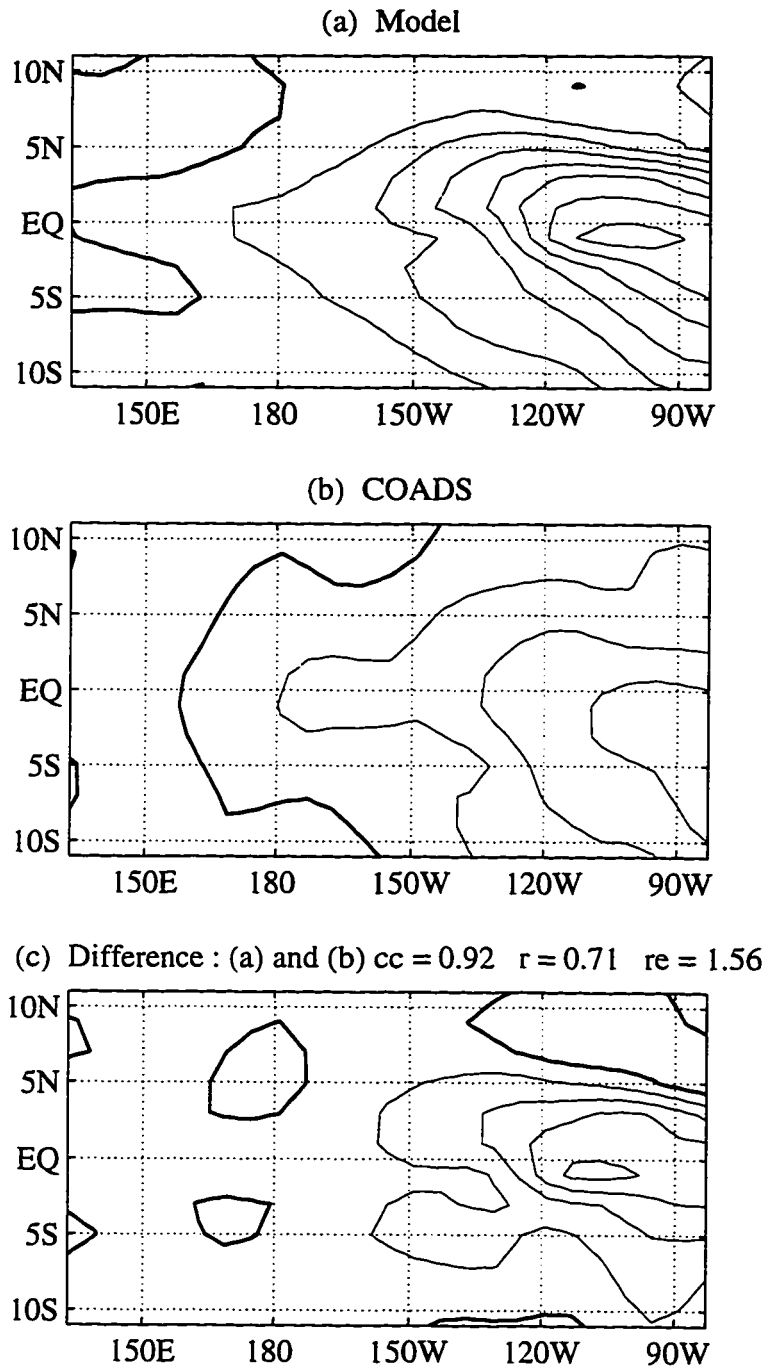 (a) Model
10N
5N
EQ
5S
10S
150E 180 150W 120W 90W
(b) COADS
10N
5N
EQ
5S
10S
150E 180 150W 120W 90W
(c) Difference : (a) and (b) cc = 0.92 r = 0.71 re = 1.56
10N
5N
EQ
5S
10S
150E 180 150W 120W 90W